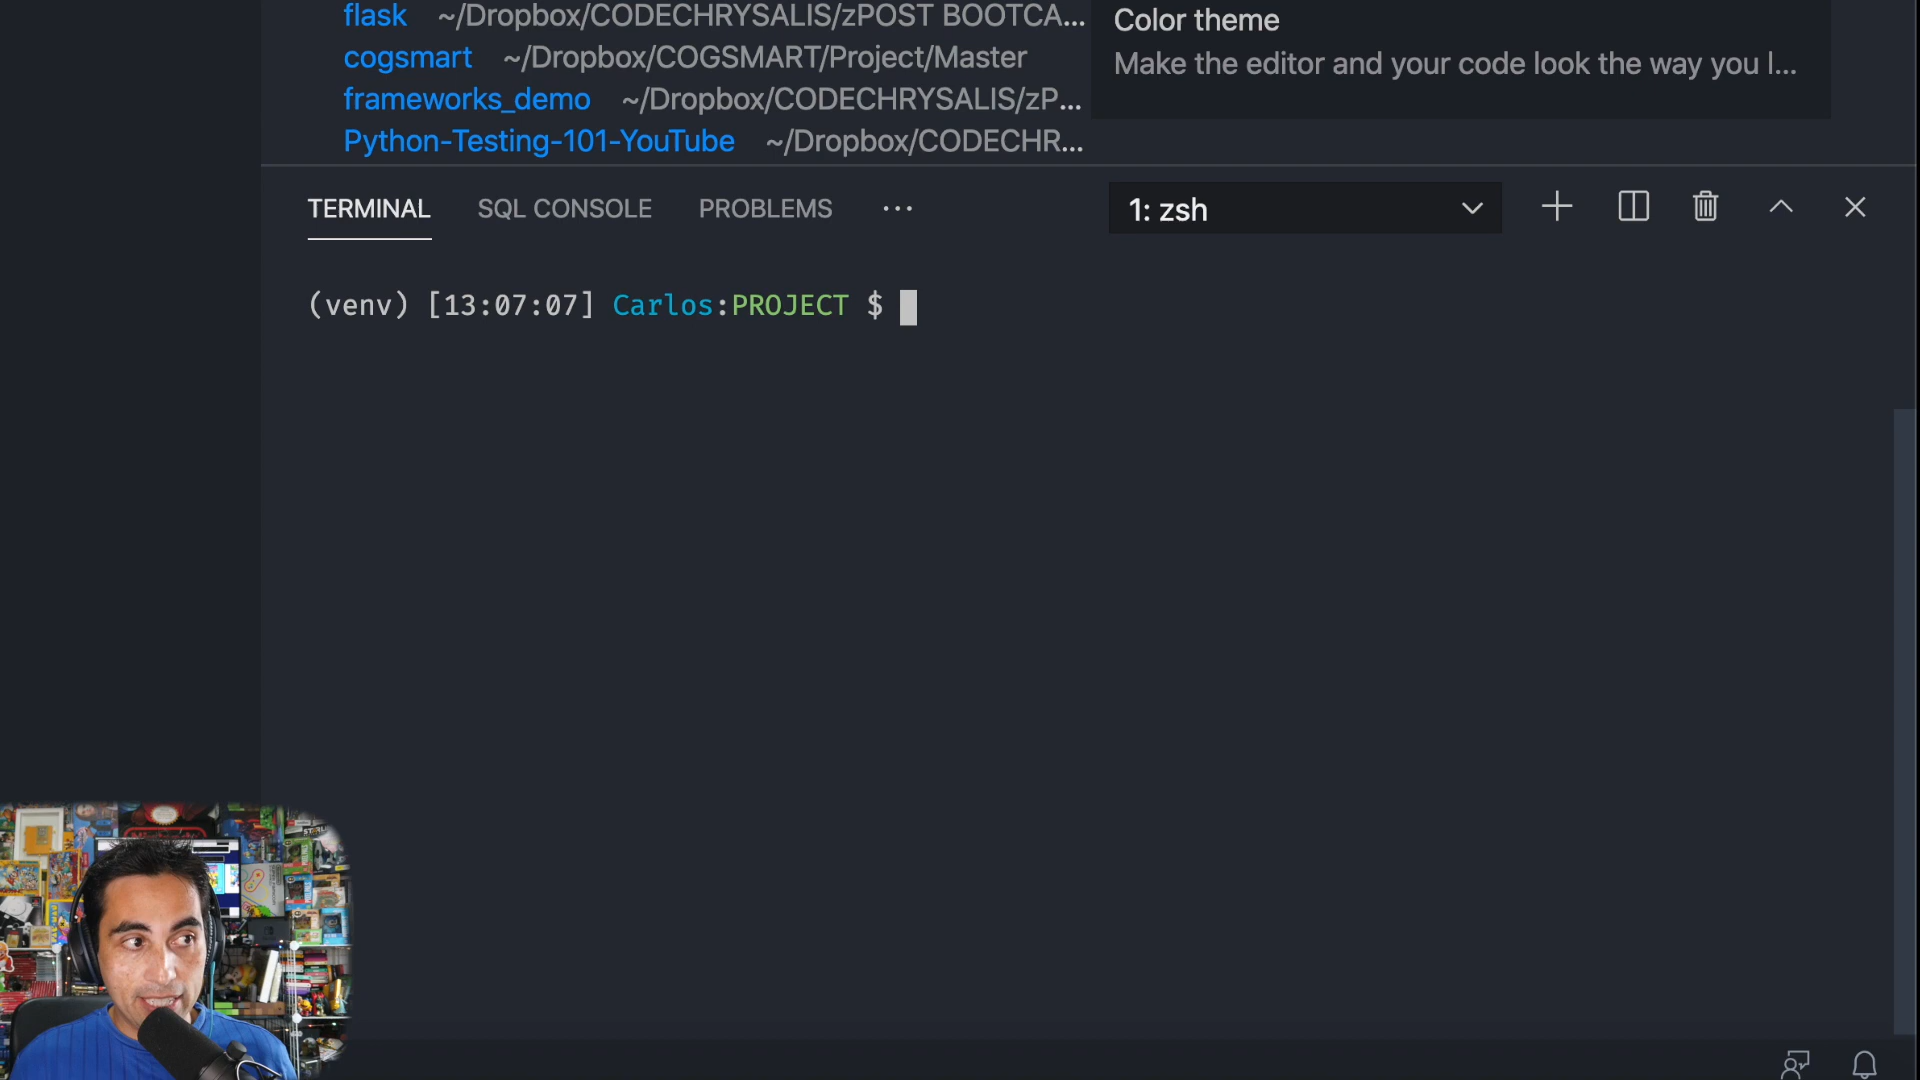 flask ~/Dropbox/CODECHRYSALIS/zPOST BOOTCA...
cogsmart ~/Dropbox/COGSMART/Project/Master
frameworks_demo ~/Dropbox/CODECHRYSALIS/zP...
Python-Testing-101-YouTube ~/Dropbox/CODECHR...
Color theme
Make the editor and your code look the way you l...
TERMINAL SQL CONSOLE PROBLEMS ...
1: zsh
(venv) [13:07:07] Carlos:PROJECT $